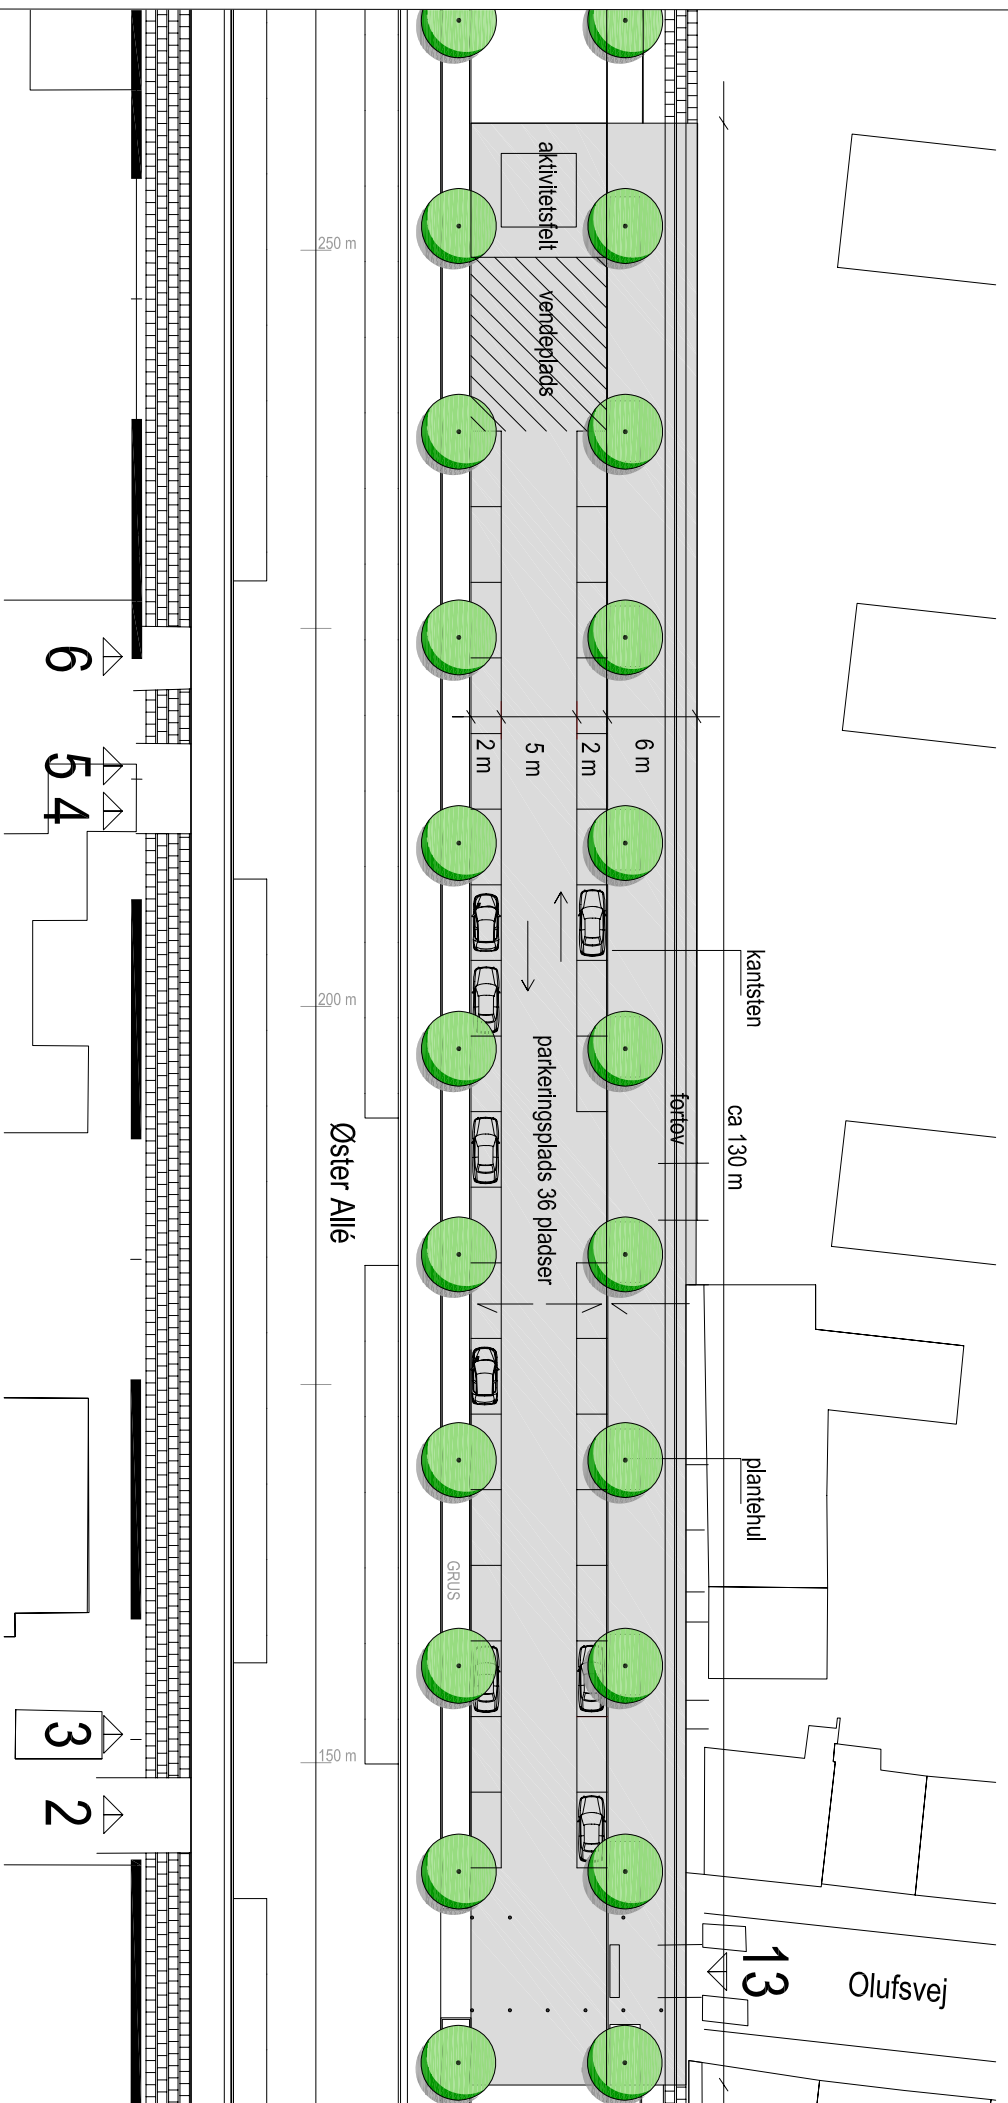 aktivitetsfelt
250 m
vendeplads
6
5
4
2 m
5 m
2 m
6 m
kantsten
200 m
parkeringsplads 36 pladser
fortov
ca 130 m
Øster Allé
plantehul
GRUS
3
150 m
2
13
Olufsvej